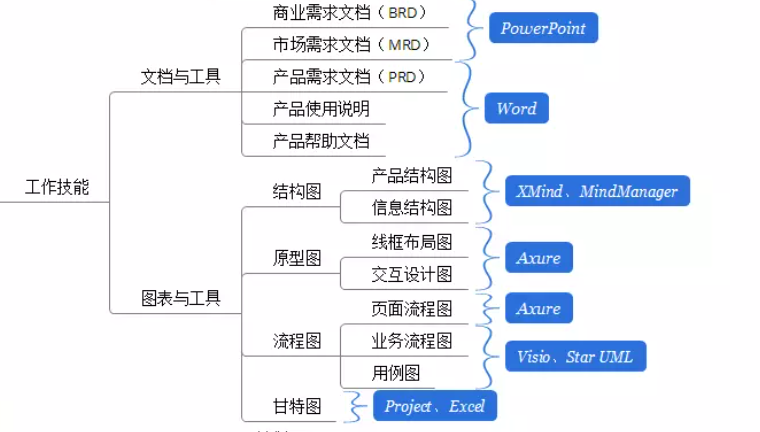 商业需求文档（BRD）
PowerPoint
市场需求文档（MRD）
文档与工具
产品需求文档（PRD）
产品使用说明
Word
产品帮助文档
工作技能
结构图
产品结构图
信息结构图
XMind、MindManager
原型图
线框布局图
交互设计图
Axure
图表与工具
页面流程图
Axure
流程图
业务流程图
用例图
Visio、Star UML
甘特图
Project、Excel